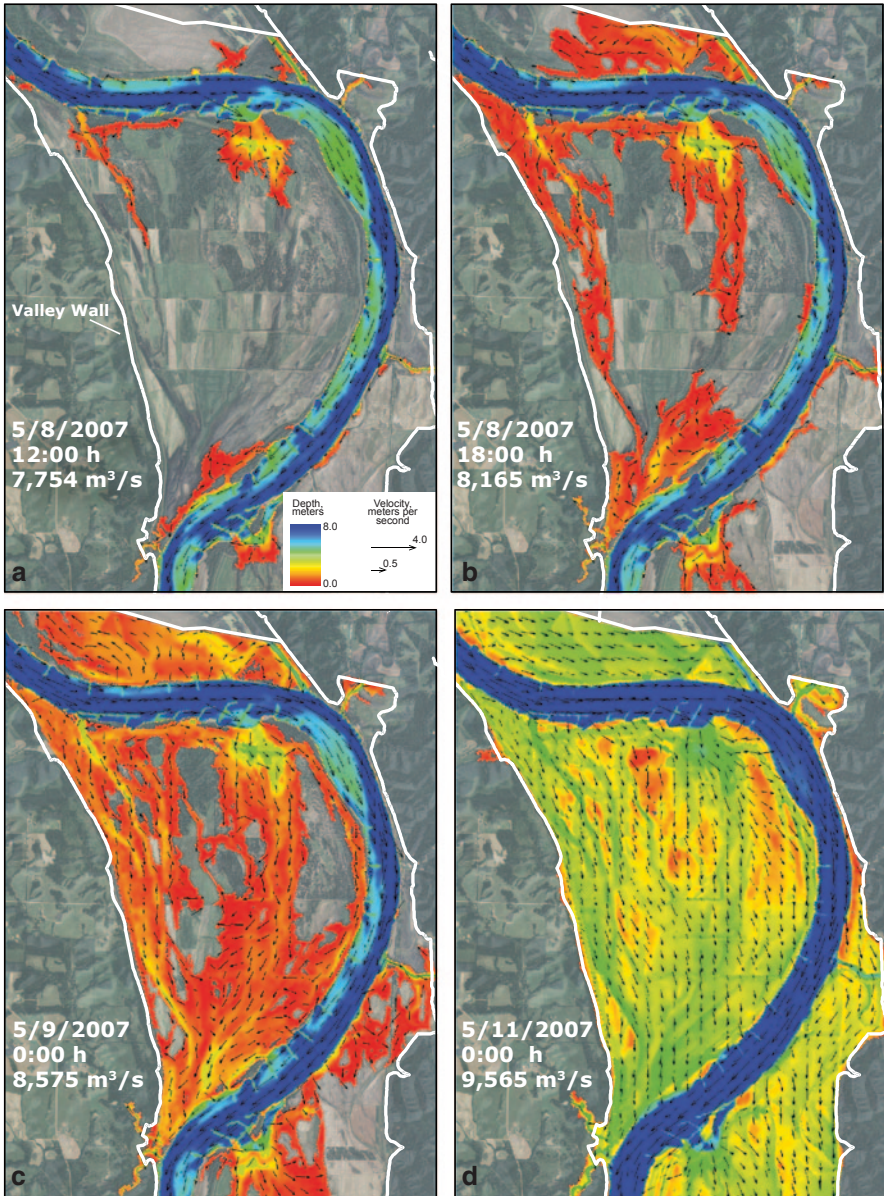 Valley Wall
5/8/2007
12:00 h
7,754 m³/s
Depth,
meters
8.0
0.0
Velocity,
meters per
second
4.0
0.5
a
5/8/2007
18:00 h
8,165 m³/s
b
5/9/2007
0:00 h
8,575 m³/s
c
5/11/2007
0:00 h
9,565 m³/s
d